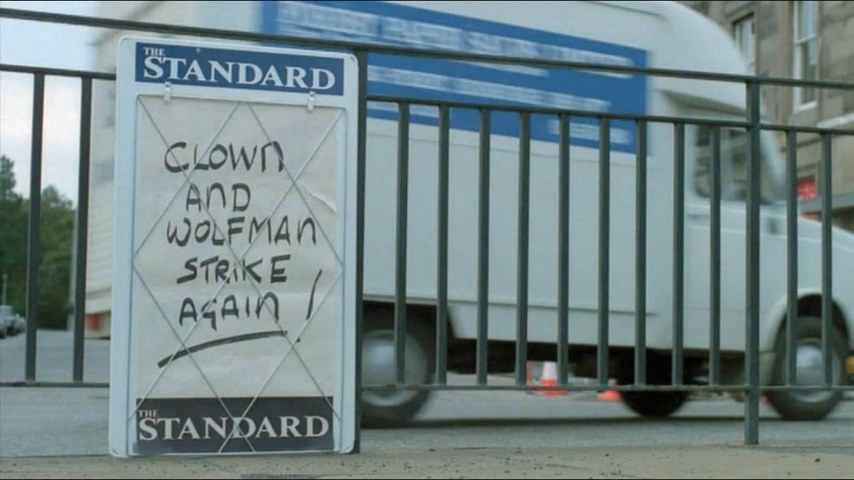 THE
STANDARD
CLOWN
AND
WOLFMAN
STRIKE
AGAIN!
THE
STANDARD